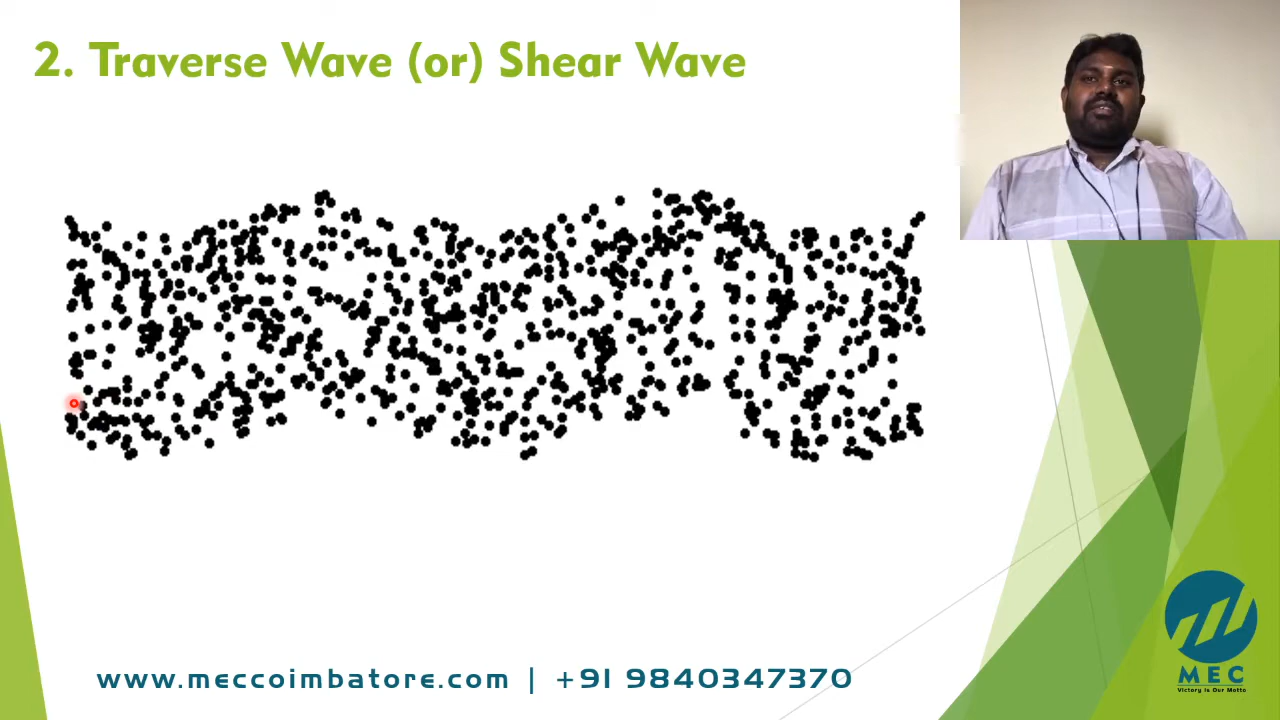 2. Traverse Wave (or) Shear Wave
www.meccoimbatore.com | +91 9840347370
MEC
Victory is Our Motto